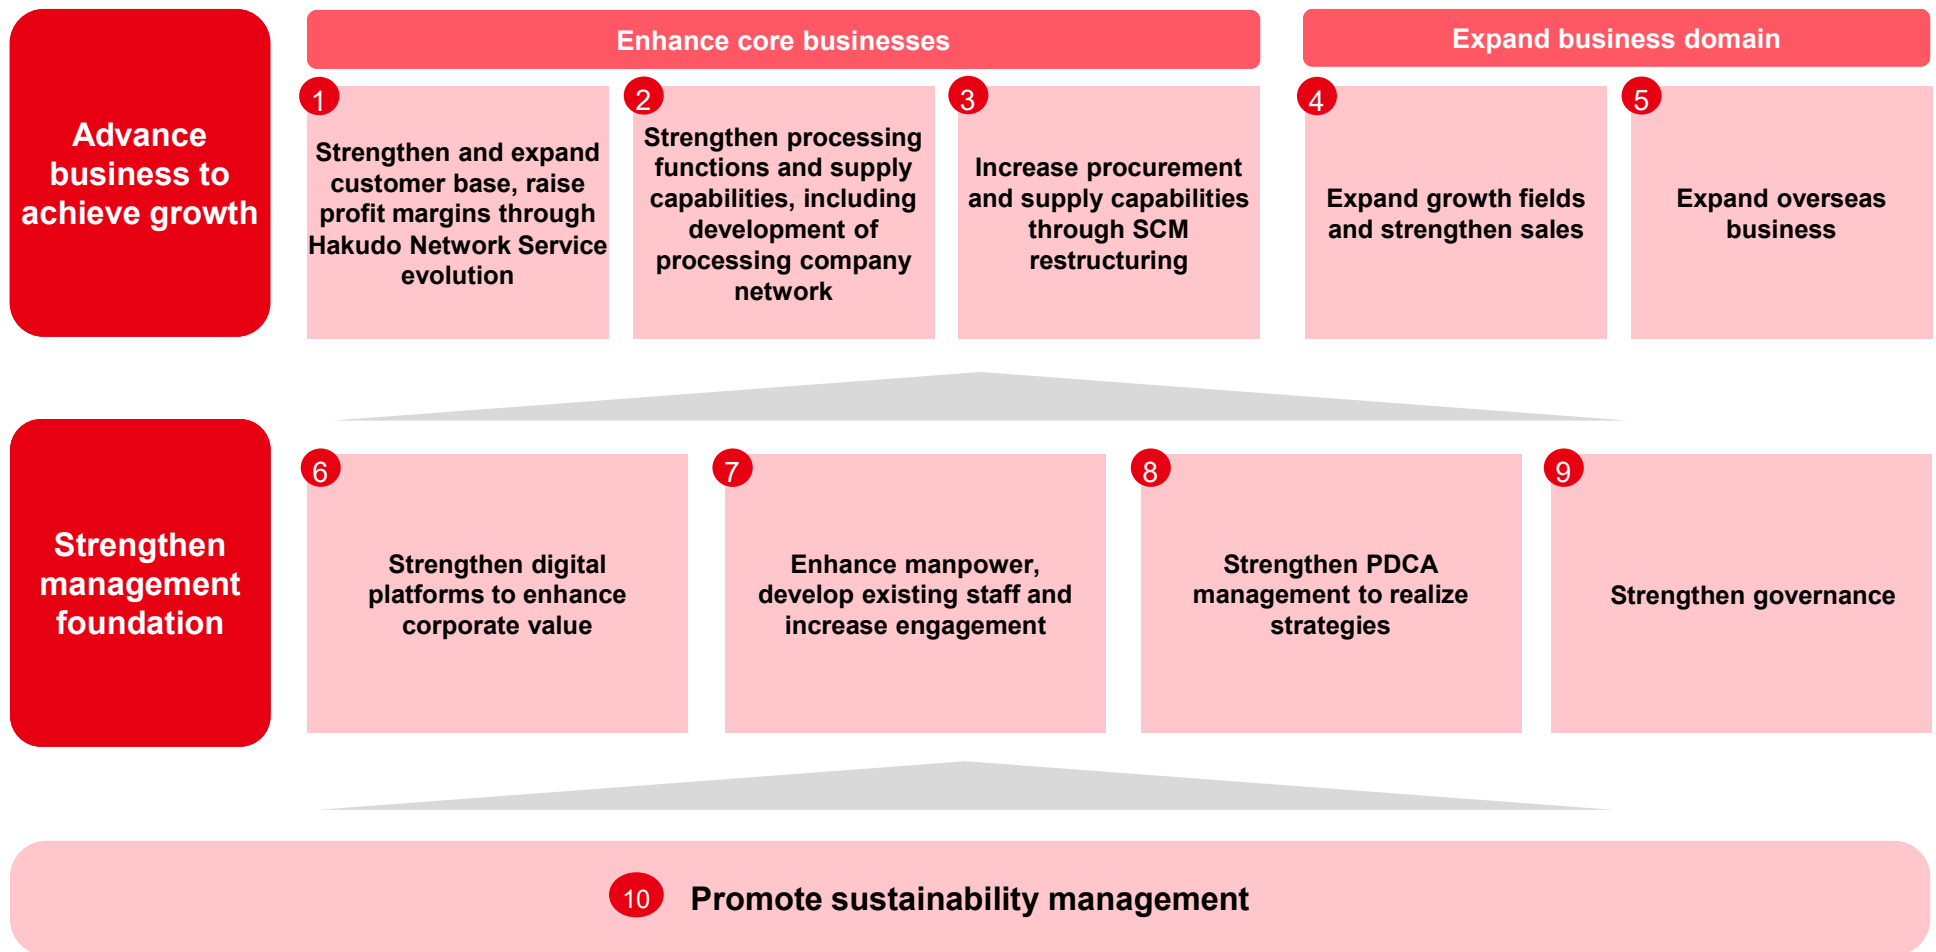 Advance
business to
achieve growth
Enhance core businesses
Expand business domain
1
Strengthen and expand
customer base, raise
profit margins through
Hakudo Network Service
evolution
2
Strengthen processing
functions and supply
capabilities, including
development of
processing company
network
3
Increase procurement
and supply capabilities
through SCM
restructuring
4
Expand growth fields
and strengthen sales
5
Expand overseas
business
Strengthen
management
foundation
6
Strengthen digital
platforms to enhance
corporate value
7
Enhance manpower,
develop existing staff and
increase engagement
8
Strengthen PDCA
management to realize
strategies
9
Strengthen governance
10 Promote sustainability management